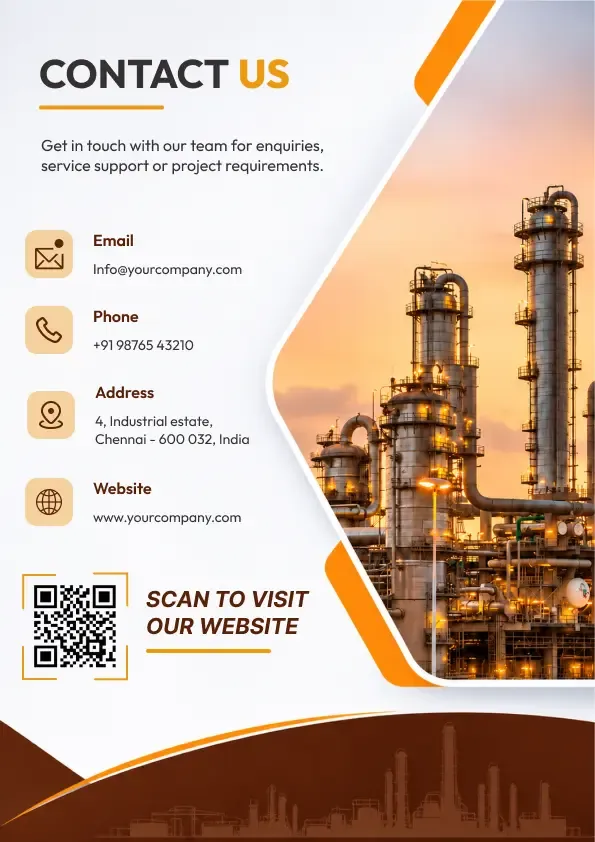 CONTACT US
Get in touch with our team for enquiries,
service support or project requirements.
Email
Info@yourcompany.com
Phone
+91 98765 43210
Address
4, Industrial estate,
Chennai - 600 032, India
Website
www.yourcompany.com
SCAN TO VISIT
OUR WEBSITE